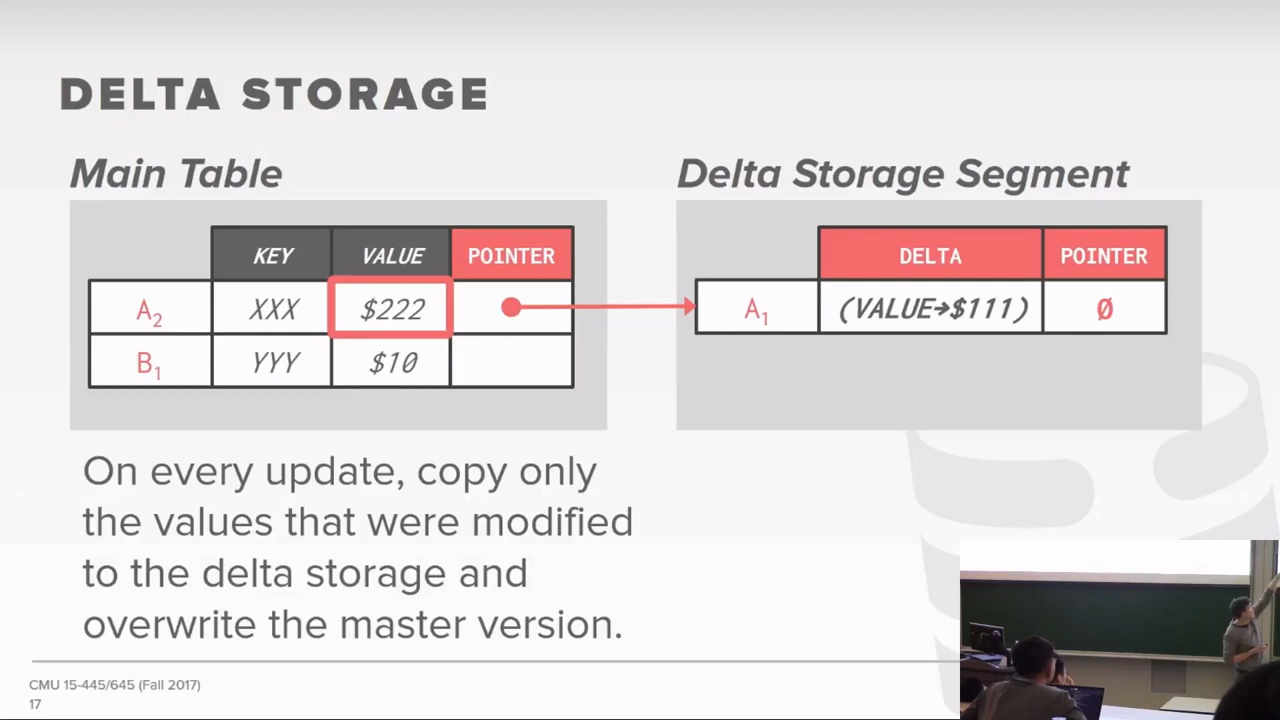 DELTA STORAGE
Main Table
KEY VALUE POINTER
A2 XXX $222
B1 YYY $10
Delta Storage Segment
DELTA POINTER
A1 (VALUE→$111) Ø
On every update, copy only
the values that were modified
to the delta storage and
overwrite the master version.
CMU 15-445/645 (Fall 2017)
17